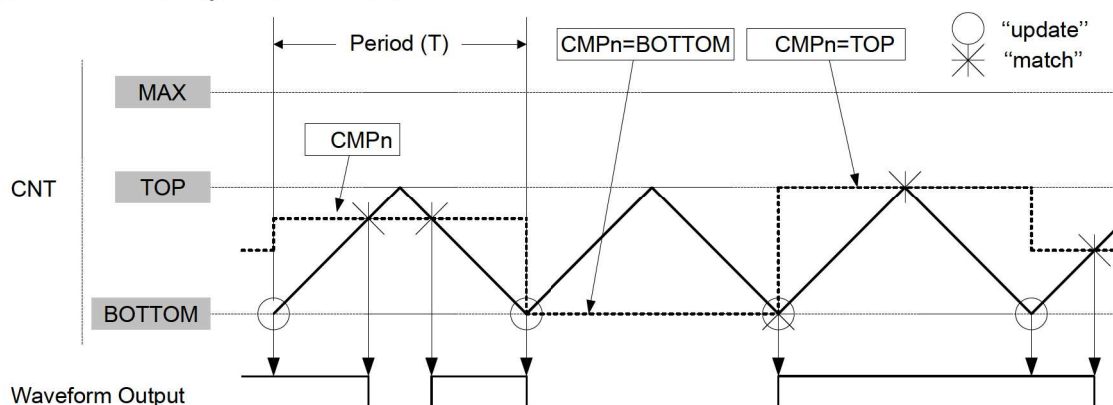 Period (T)
CMPn=BOTTOM
CMPn=TOP
“update”
“match”
MAX
CMPn
CNT
TOP
BOTTOM
Waveform Output